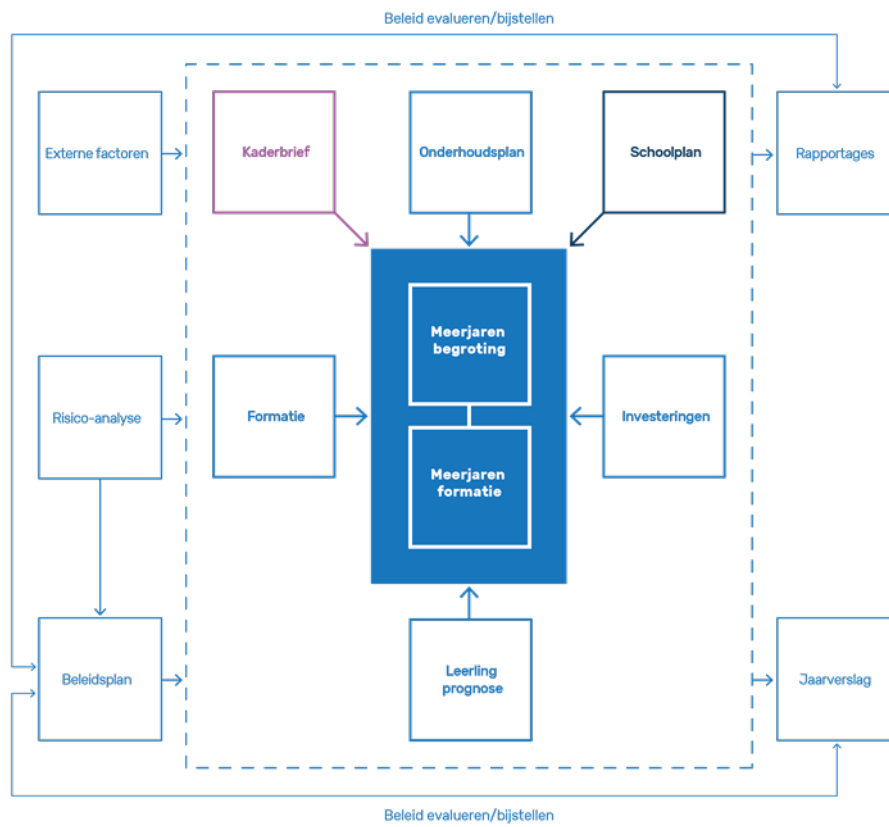 Beleid evalueren/bijstellen
Externe factoren
Kaderbrief
Onderhoudsplan
Schoolplan
Rapportages
Meerjaren
begroting
Risico-analyse
Formatie
Investeringen
Meerjaren
formatie
Beleidsplan
Leerling
prognose
Jaarverslag
Beleid evalueren/bijstellen